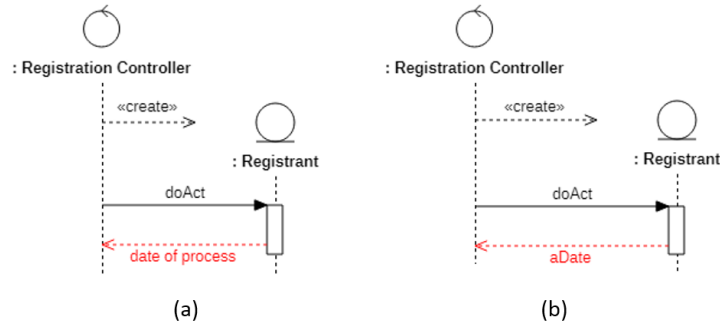 : Registration Controller
«create»
: Registrant
doAct
date of process
(a)
: Registration Controller
«create»
: Registrant
doAct
aDate
(b)